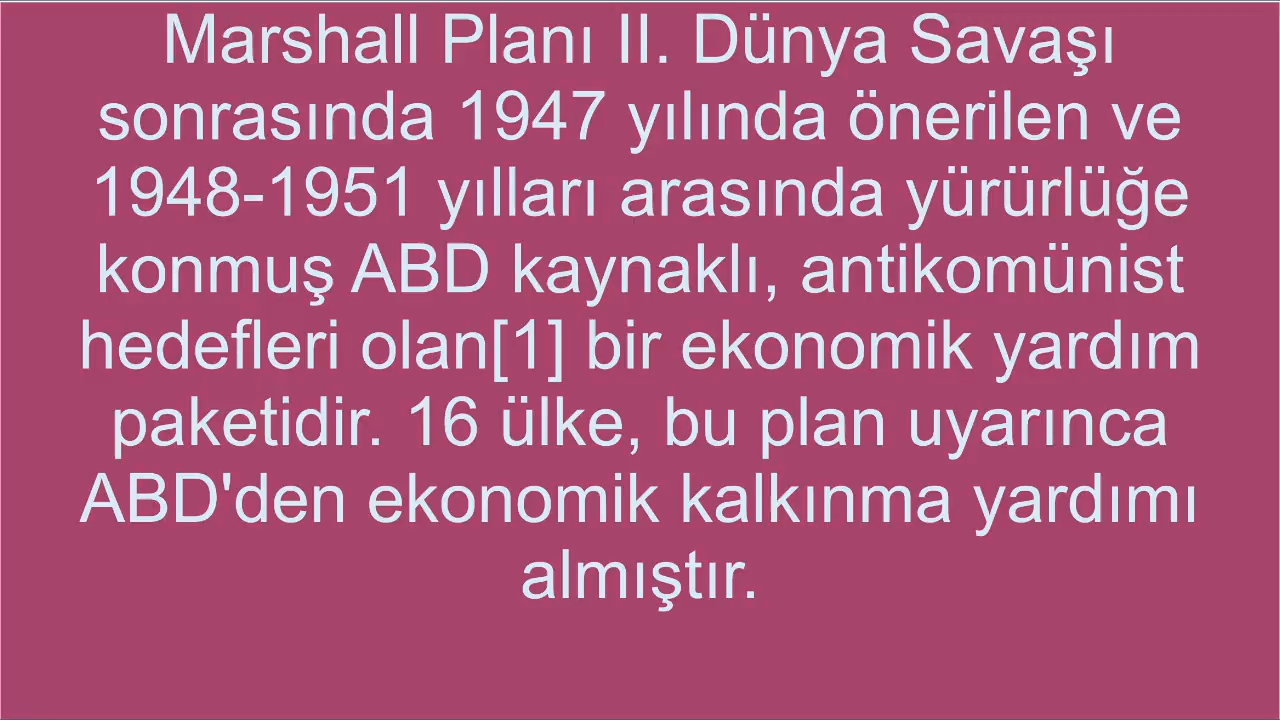 Marshall Planı II. Dünya Savaşı
sonrasında 1947 yılında önerilen ve
1948-1951 yılları arasında yürürlüğe
konmuş ABD kaynaklı, antikomünist
hedefleri olan[1] bir ekonomik yardım
paketidir. 16 ülke, bu plan uyarınca
ABD'den ekonomik kalkınma yardımı
almıştır.